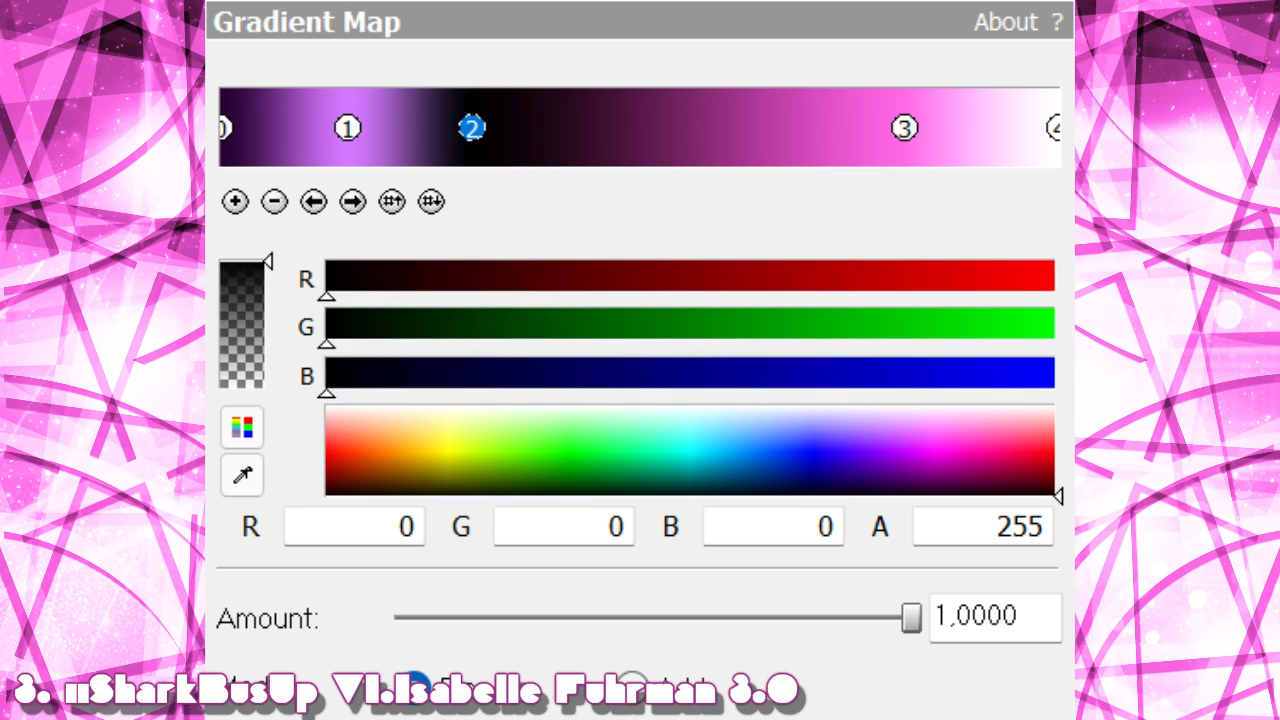 Gradient Map About ?
0 1 2 3 4
R
G
B
R 0 G 0 B 0 A 255
Amount: 1,0000
3. nSharkBusUp V1.Isabelle Fuhrman 3.0